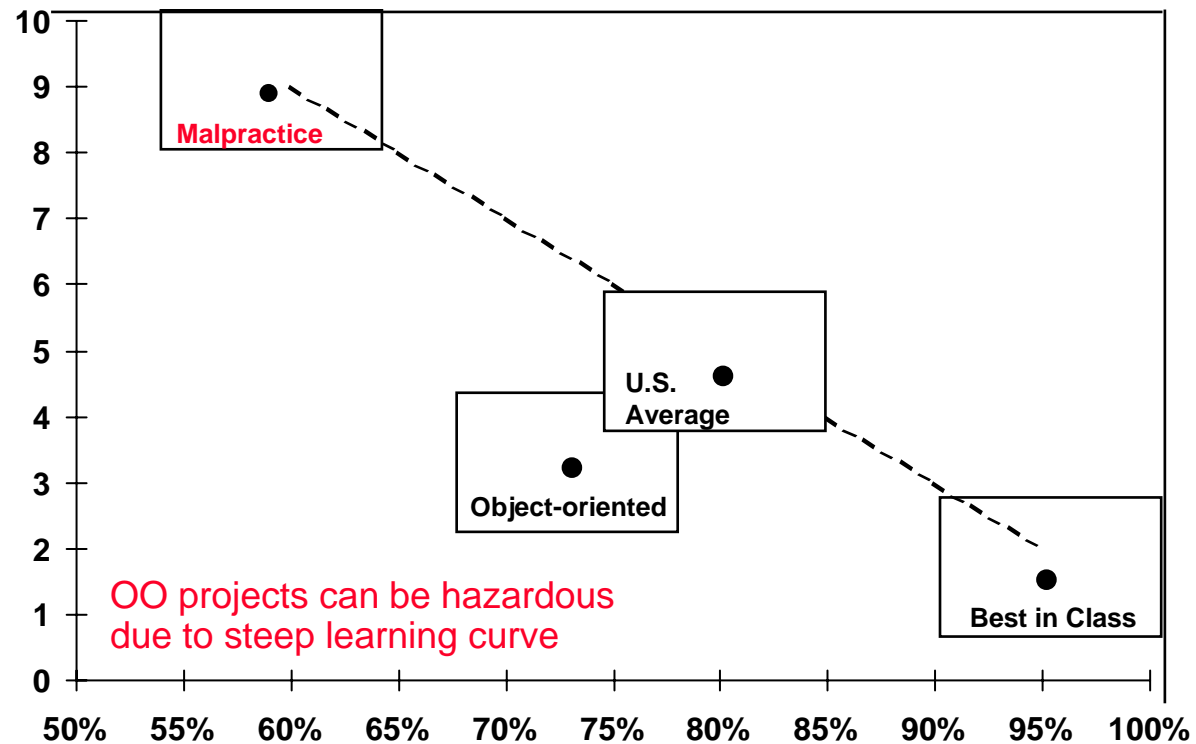 10
9
Malpractice
8
7
6
5
U.S.
Average
4
3
Object-oriented
2
OO projects can be hazardous
due to steep learning curve
1
Best in Class
0
50% 55% 60% 65% 70% 75% 80% 85% 90% 95% 100%